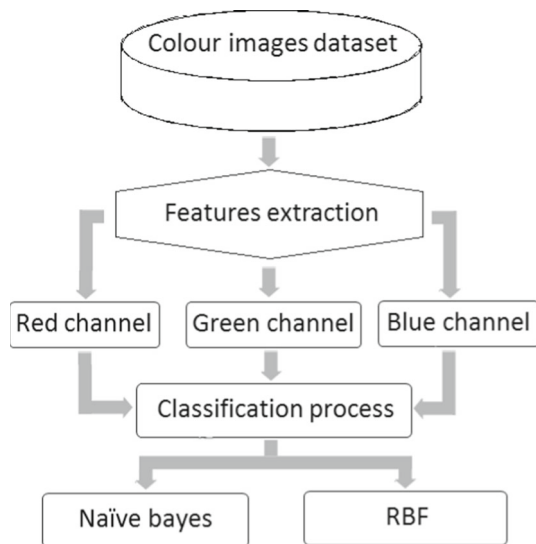 Colour images dataset
Features extraction
Red channel
Green channel
Blue channel
Classification process
Naïve bayes
RBF